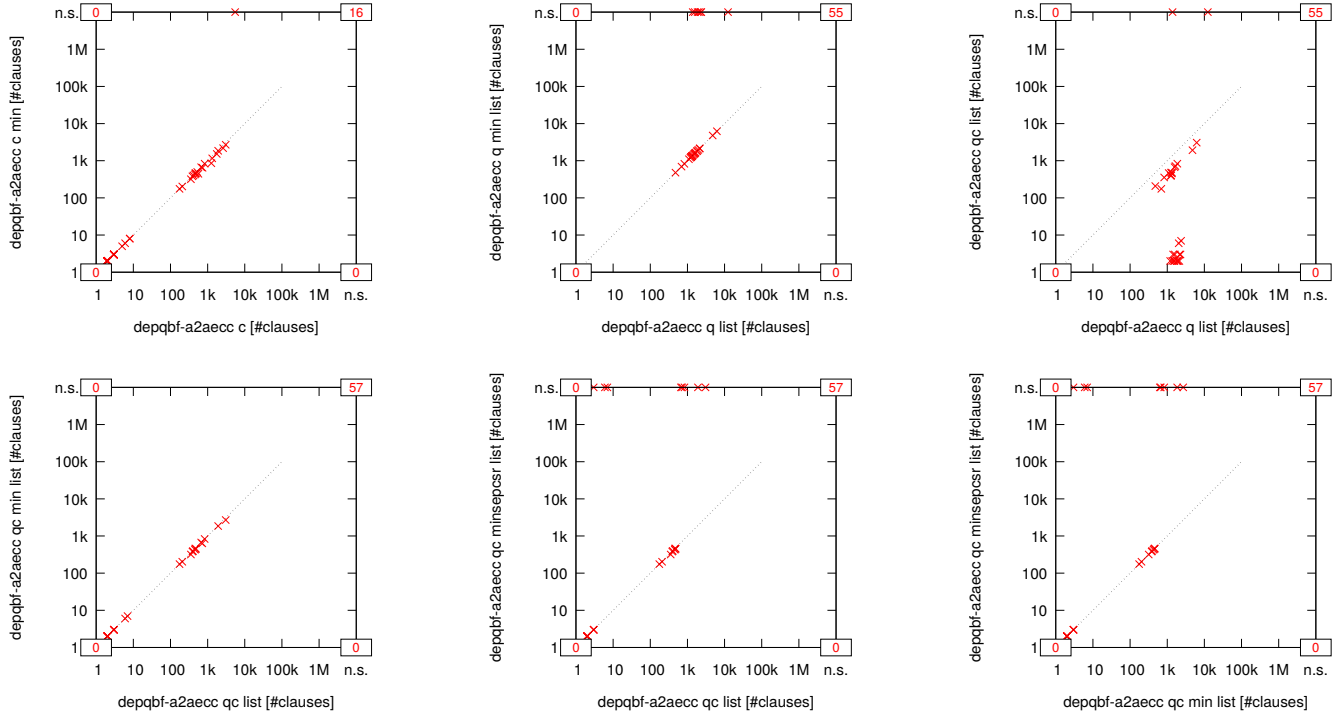 n.s. 0 16
1M
100k
10k
1k
100
10
1
0 0
1 10 100 1k 10k 100k 1M n.s.
depqbf-a2aecc c min [#clauses]
depqbf-a2aecc c [#clauses]
n.s. 0 55
1M
100k
10k
1k
100
10
1
0 0
1 10 100 1k 10k 100k 1M n.s.
depqbf-a2aecc q min list [#clauses]
depqbf-a2aecc q list [#clauses]
n.s. 0 55
1M
100k
10k
1k
100
10
1
0 0
1 10 100 1k 10k 100k 1M n.s.
depqbf-a2aecc qc list [#clauses]
depqbf-a2aecc q list [#clauses]
n.s. 0 57
1M
100k
10k
1k
100
10
1
0 0
1 10 100 1k 10k 100k 1M n.s.
depqbf-a2aecc qc min list [#clauses]
depqbf-a2aecc qc list [#clauses]
n.s. 0 57
1M
100k
10k
1k
100
10
1
0 0
1 10 100 1k 10k 100k 1M n.s.
depqbf-a2aecc qc minsepcsr list [#clauses]
depqbf-a2aecc qc list [#clauses]
n.s. 0 57
1M
100k
10k
1k
100
10
1
0 0
1 10 100 1k 10k 100k 1M n.s.
depqbf-a2aecc qc minsepcsr list [#clauses]
depqbf-a2aecc qc min list [#clauses]